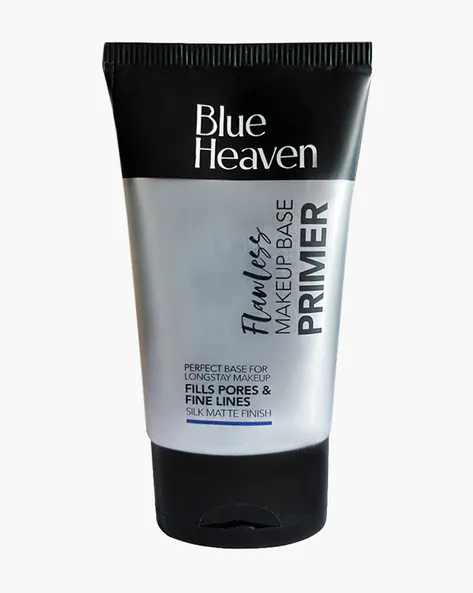 Blue
Heaven
Flawless
MAKEUP BASE
PRIMER
PERFECT BASE FOR
LONGSTAY MAKEUP
FILLS PORES &
FINE LINES
SILK MATTE FINISH